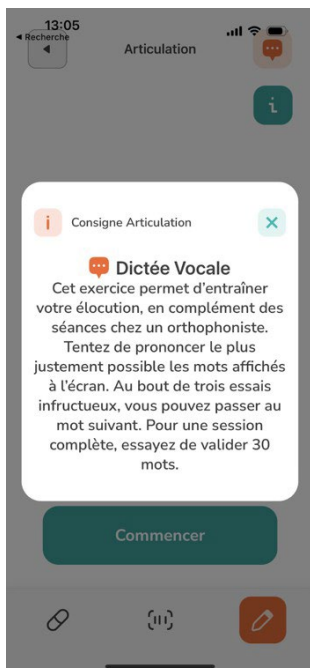 13:05
◀ Recherche
Articulation
i
i
Consigne Articulation
Dictée Vocale
Cet exercice permet d’entraîner
votre élocution, en complément des
séances chez un orthophoniste.
Tentez de prononcer le plus
justement possible les mots affichés
à l’écran. Au bout de trois essais
infructueux, vous pouvez passer au
mot suivant. Pour une session
complète, essayez de valider 30
mots.
Commencer